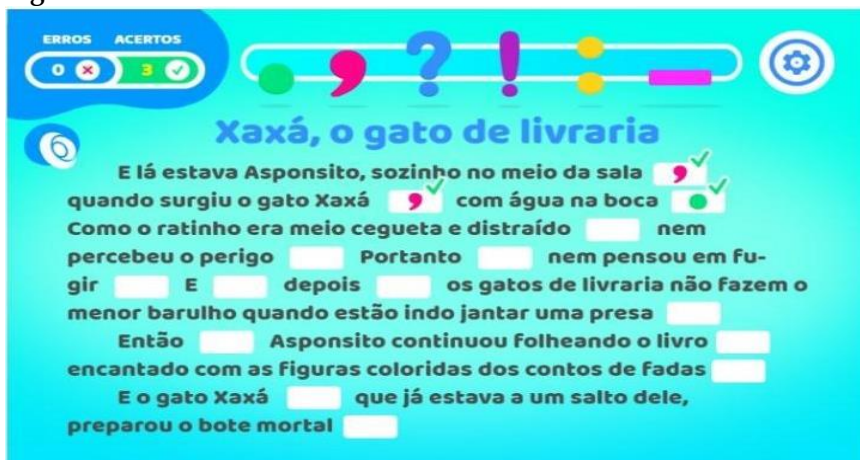 ERROS ACERTOS
0 3
, ? ! : -
Xaxá, o gato de livraria
E lá estava Asponsito, sozinho no meio da sala ,
quando surgiu o gato Xaxá , com água na boca .
Como o ratinho era meio cegueta e distraído nem
percebeu o perigo Portanto nem pensou em fu-
gir E depois os gatos de livraria não fazem o
menor barulho quando estão indo jantar uma presa
Então Asponsito continuou folheando o livro
encantado com as figuras coloridas dos contos de fadas
E o gato Xaxá que já estava a um salto dele,
preparou o bote mortal